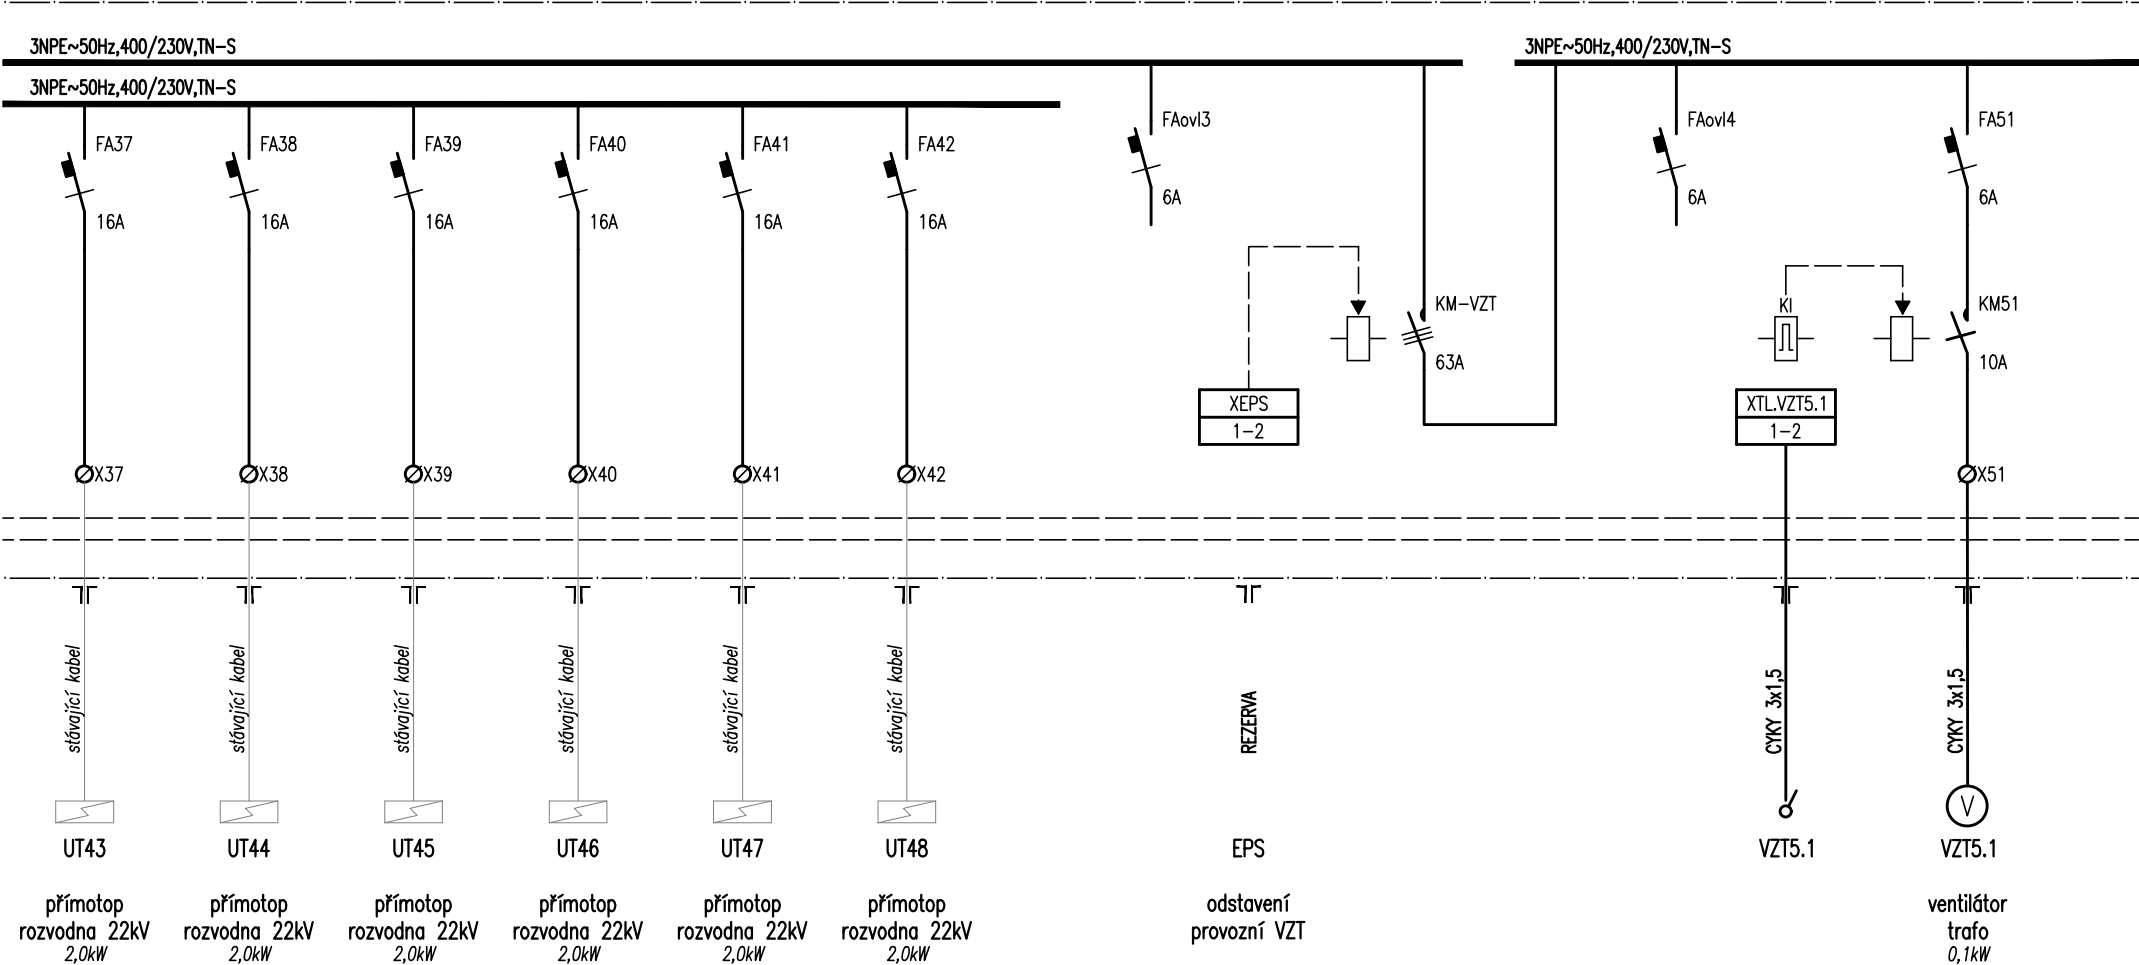 3NPE~50Hz,400/230V,TN-S
3NPE~50Hz,400/230V,TN-S
3NPE~50Hz,400/230V,TN-S
FAovl3
FAovl4
FA51
FA37
FA38
FA39
FA40
FA41
FA42
6A
6A
6A
16A
16A
16A
16A
16A
16A
KM-VZT
KI
KM51
63A
10A
XEPS
1-2
XTL.VZT5.1
1-2
X37
X38
X39
X40
X41
X42
X51
stávající kabel
stávající kabel
stávající kabel
stávající kabel
stávající kabel
stávající kabel
REZERVA
CYKY 3x1,5
CYKY 3x1,5
V
UT43
UT44
UT45
UT46
UT47
UT48
EPS
VZT5.1
VZT5.1
přímotop
rozvodna 22kV
2,0kW
přímotop
rozvodna 22kV
2,0kW
přímotop
rozvodna 22kV
2,0kW
přímotop
rozvodna 22kV
2,0kW
přímotop
rozvodna 22kV
2,0kW
přímotop
rozvodna 22kV
2,0kW
odstavení
provozní VZT
ventilátor
trafo
0,1kW